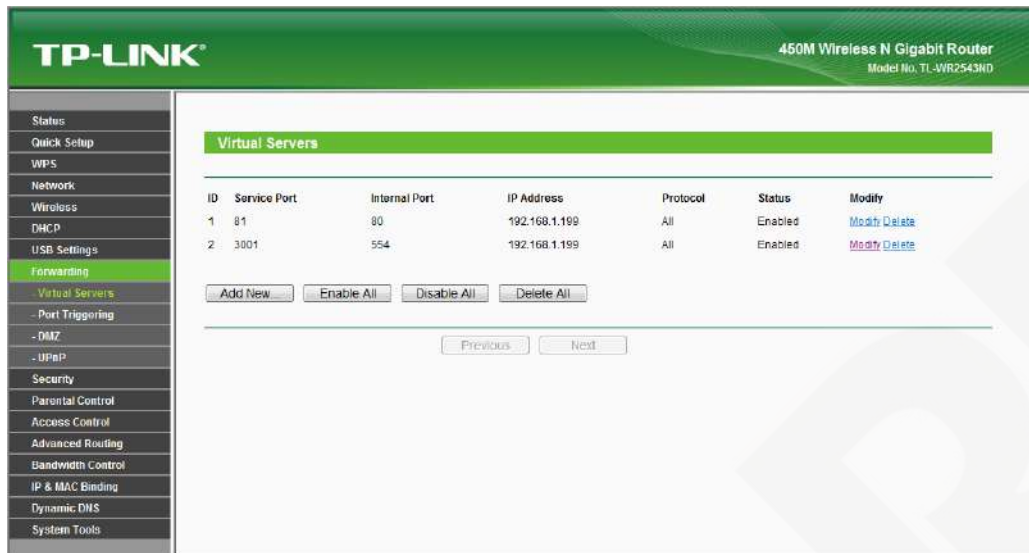 TP-LINK®
450M Wireless N Gigabit Router
Model No. TL-WR2543ND
Status
Quick Setup
WPS
Network
Wireless
DHCP
USB Settings
Forwarding
- Virtual Servers
- Port Triggering
- DMZ
- UPnP
Security
Parental Control
Access Control
Advanced Routing
Bandwidth Control
IP & MAC Binding
Dynamic DNS
System Tools
Virtual Servers
ID Service Port Internal Port IP Address Protocol Status Modify
1 81 80 192.168.1.199 All Enabled Modify Delete
2 3001 554 192.168.1.199 All Enabled Modify Delete
Add New... Enable All Disable All Delete All
Previous Next